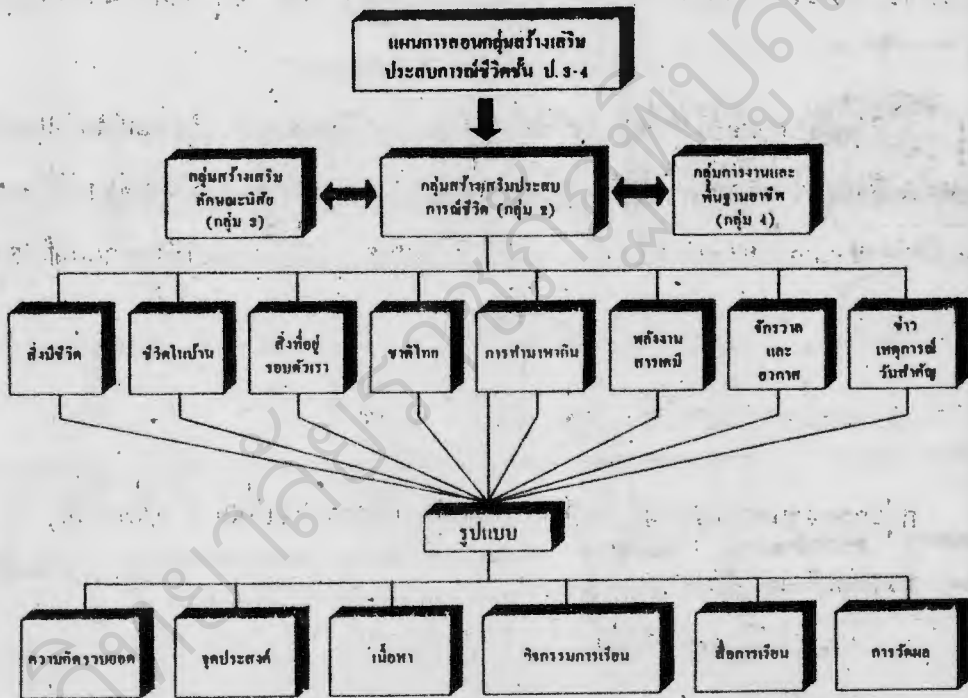 แผนการสอนกลุ่มสร้างเสริม
ประสบการณ์ชีวิตชั้น ป.3-4
กลุ่มสร้างเสริม
ลักษณะนิสัย
(กลุ่ม 3)
กลุ่มสร้างเสริมประสบ
การณ์ชีวิต (กลุ่ม 2)
กลุ่มการงานและ
พื้นฐานอาชีพ
(กลุ่ม 4)
สิ่งมีชีวิต
ชีวิตในบ้าน
สิ่งที่อยู่
รอบตัวเรา
ชาติไทย
การทำมาหากิน
พลังงาน
สารเคมี
จักรวาล
และ
อวกาศ
ข่าว
เหตุการณ์
วันสำคัญ
รูปแบบ
ความคิดรวบยอด
จุดประสงค์
เนื้อหา
กิจกรรมการเรียน
สื่อการเรียน
การวัดผล